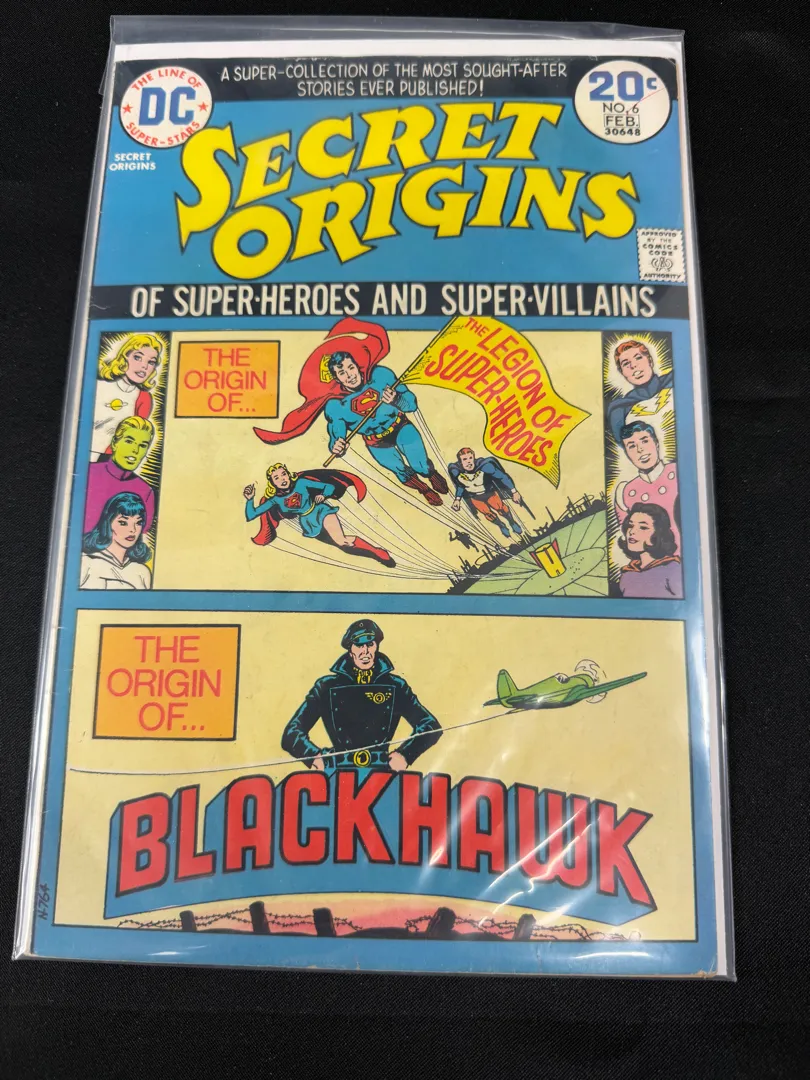 THE LINE OF
DC
SUPER-STARS
A SUPER-COLLECTION OF THE MOST SOUGHT-AFTER
STORIES EVER PUBLISHED!
20¢
NO. 6
FEB.
30648
SECRET
ORIGINS
SECRET
ORIGINS
APPROVED
BY THE
COMICS
CODE
AUTHORITY
OF SUPER-HEROES AND SUPER-VILLAINS
THE
ORIGIN
OF...
THE
LEGION OF
SUPER-HEROES
THE
ORIGIN
OF...
BLACKHAWK
H-764